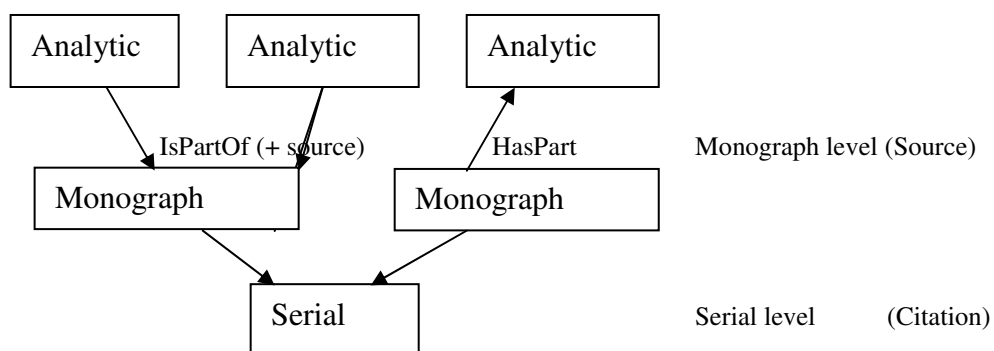 Analytic Analytic Analytic
IsPartOf (+ source) HasPart Monograph level (Source)
Monograph Monograph
Serial Serial level (Citation)